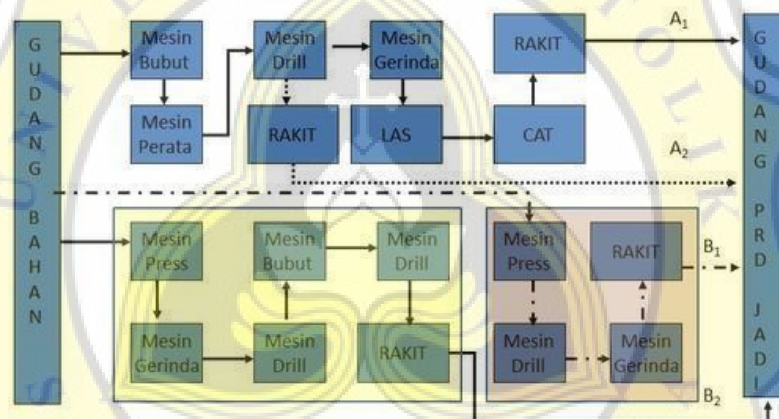 GUDANG BAHAN
Mesin
Bubut
Mesin
Drill
Mesin
Gerinda
RAKIT
A1
Mesin
Perata
RAKIT
LAS
CAT
A2
Mesin
Press
Mesin
Bubut
Mesin
Drill
Mesin
Gerinda
Mesin
Drill
RAKIT
Mesin
Press
RAKIT
B1
Mesin
Drill
Mesin
Gerinda
B2
GUDANG PRD JADI